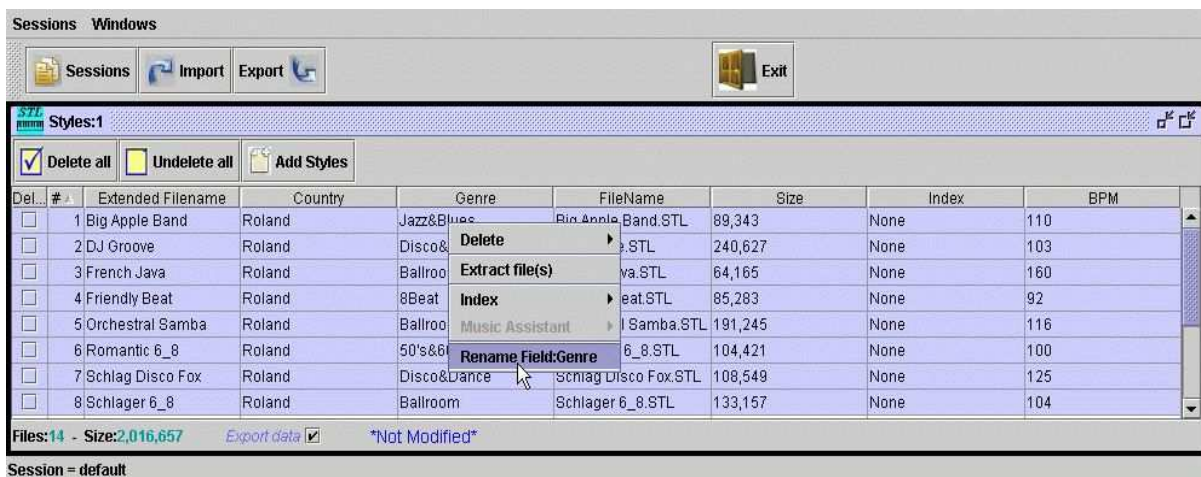 Sessions Windows
Sessions Import Export Exit
STL Styles:1
Delete all Undelete all Add Styles
Del... # Extended Filename Country Genre FileName Size Index BPM
1 Big Apple Band Roland Jazz&Blues Big Apple Band.STL 89,343 None 110
2 DJ Groove Roland Disco& Delete e.STL 240,627 None 103
3 French Java Roland Ballroo Extract file(s) va.STL 64,165 None 160
4 Friendly Beat Roland 8Beat Index eat.STL 85,283 None 92
5 Orchestral Samba Roland Ballroo Music Assistant l Samba.STL 191,245 None 116
6 Romantic 6_8 Roland 50's&6 Rename Field:Genre 6_8.STL 104,421 None 100
7 Schlag Disco Fox Roland Disco&Dance Schlag Disco Fox.STL 108,549 None 125
8 Schlager 6_8 Roland Ballroom Schlager 6_8.STL 133,157 None 104
Files:14 - Size:2,016,657 Export data *Not Modified*
Session = default